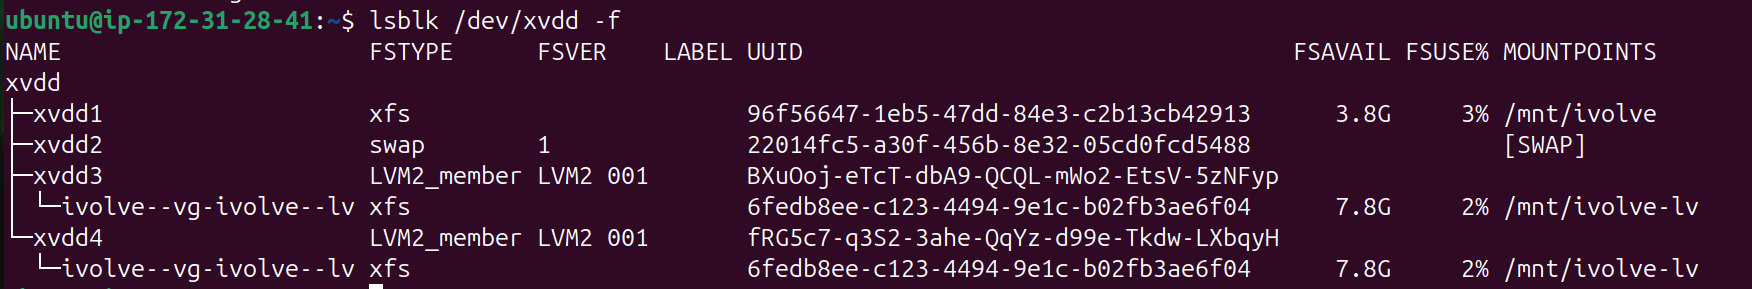 ubuntu@ip-172-31-28-41:~$ lsblk /dev/xvdd -f
NAME FSTYPE FSVER LABEL UUID FSAVAIL FSUSE% MOUNTPOINTS
xvdd
├─xvdd1 xfs 96f56647-1eb5-47dd-84e3-c2b13cb42913 3.8G 3% /mnt/ivolve
├─xvdd2 swap 1 22014fc5-a30f-456b-8e32-05cd0fcd5488 [SWAP]
├─xvdd3 LVM2_member LVM2 001 BXuOoj-eTcT-dbA9-QCQL-mWo2-EtsV-5zNFyp
│ └─ivolve--vg-ivolve--lv xfs 6fedb8ee-c123-4494-9e1c-b02fb3ae6f04 7.8G 2% /mnt/ivolve-lv
└─xvdd4 LVM2_member LVM2 001 fRG5c7-q3S2-3ahe-QqYz-d99e-Tkdw-LXbqyH
└─ivolve--vg-ivolve--lv xfs 6fedb8ee-c123-4494-9e1c-b02fb3ae6f04 7.8G 2% /mnt/ivolve-lv